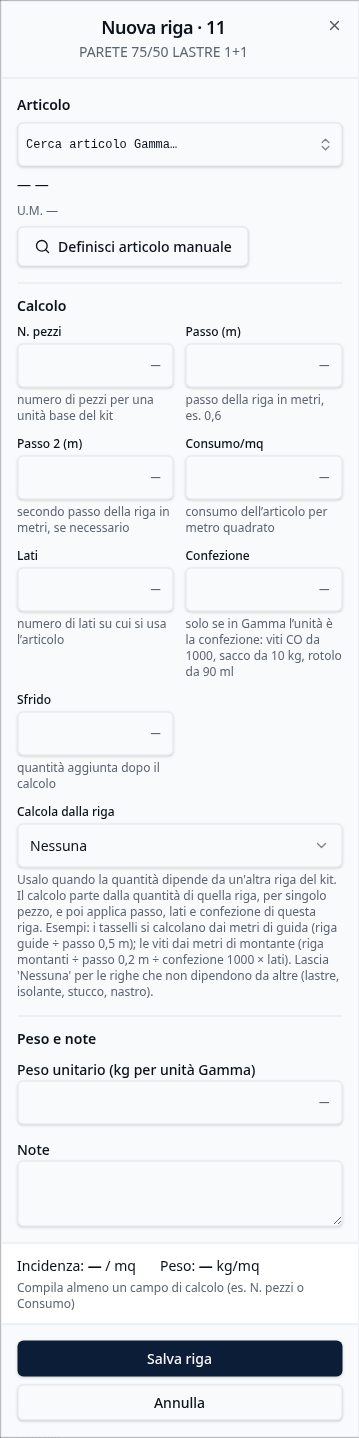 Nuova riga · 11
PARETE 75/50 LASTRE 1+1
Articolo
Cerca articolo Gamma…
— —
U.M. —
Definisci articolo manuale
Calcolo
N. pezzi
—
numero di pezzi per una
unità base del kit
Passo (m)
—
passo della riga in metri,
es. 0,6
Passo 2 (m)
—
secondo passo della riga in
metri, se necessario
Consumo/mq
—
consumo dell’articolo per
metro quadrato
Lati
—
numero di lati su cui si usa
l’articolo
Confezione
—
solo se in Gamma l’unità è
la confezione: viti CO da
1000, sacco da 10 kg, rotolo
da 90 ml
Sfrido
—
quantità aggiunta dopo il
calcolo
Calcola dalla riga
Nessuna
Usalo quando la quantità dipende da un'altra riga del kit.
Il calcolo parte dalla quantità di quella riga, per singolo
pezzo, e poi applica passo, lati e confezione di questa
riga. Esempi: i tasselli si calcolano dai metri di guida (riga
guide ÷ passo 0,5 m); le viti dai metri di montante (riga
montanti ÷ passo 0,2 m ÷ confezione 1000 × lati). Lascia
'Nessuna' per le righe che non dipendono da altre (lastre,
isolante, stucco, nastro).
Peso e note
Peso unitario (kg per unità Gamma)
—
Note
Incidenza: — / mq Peso: — kg/mq
Compila almeno un campo di calcolo (es. N. pezzi o
Consumo)
Salva riga
Annulla